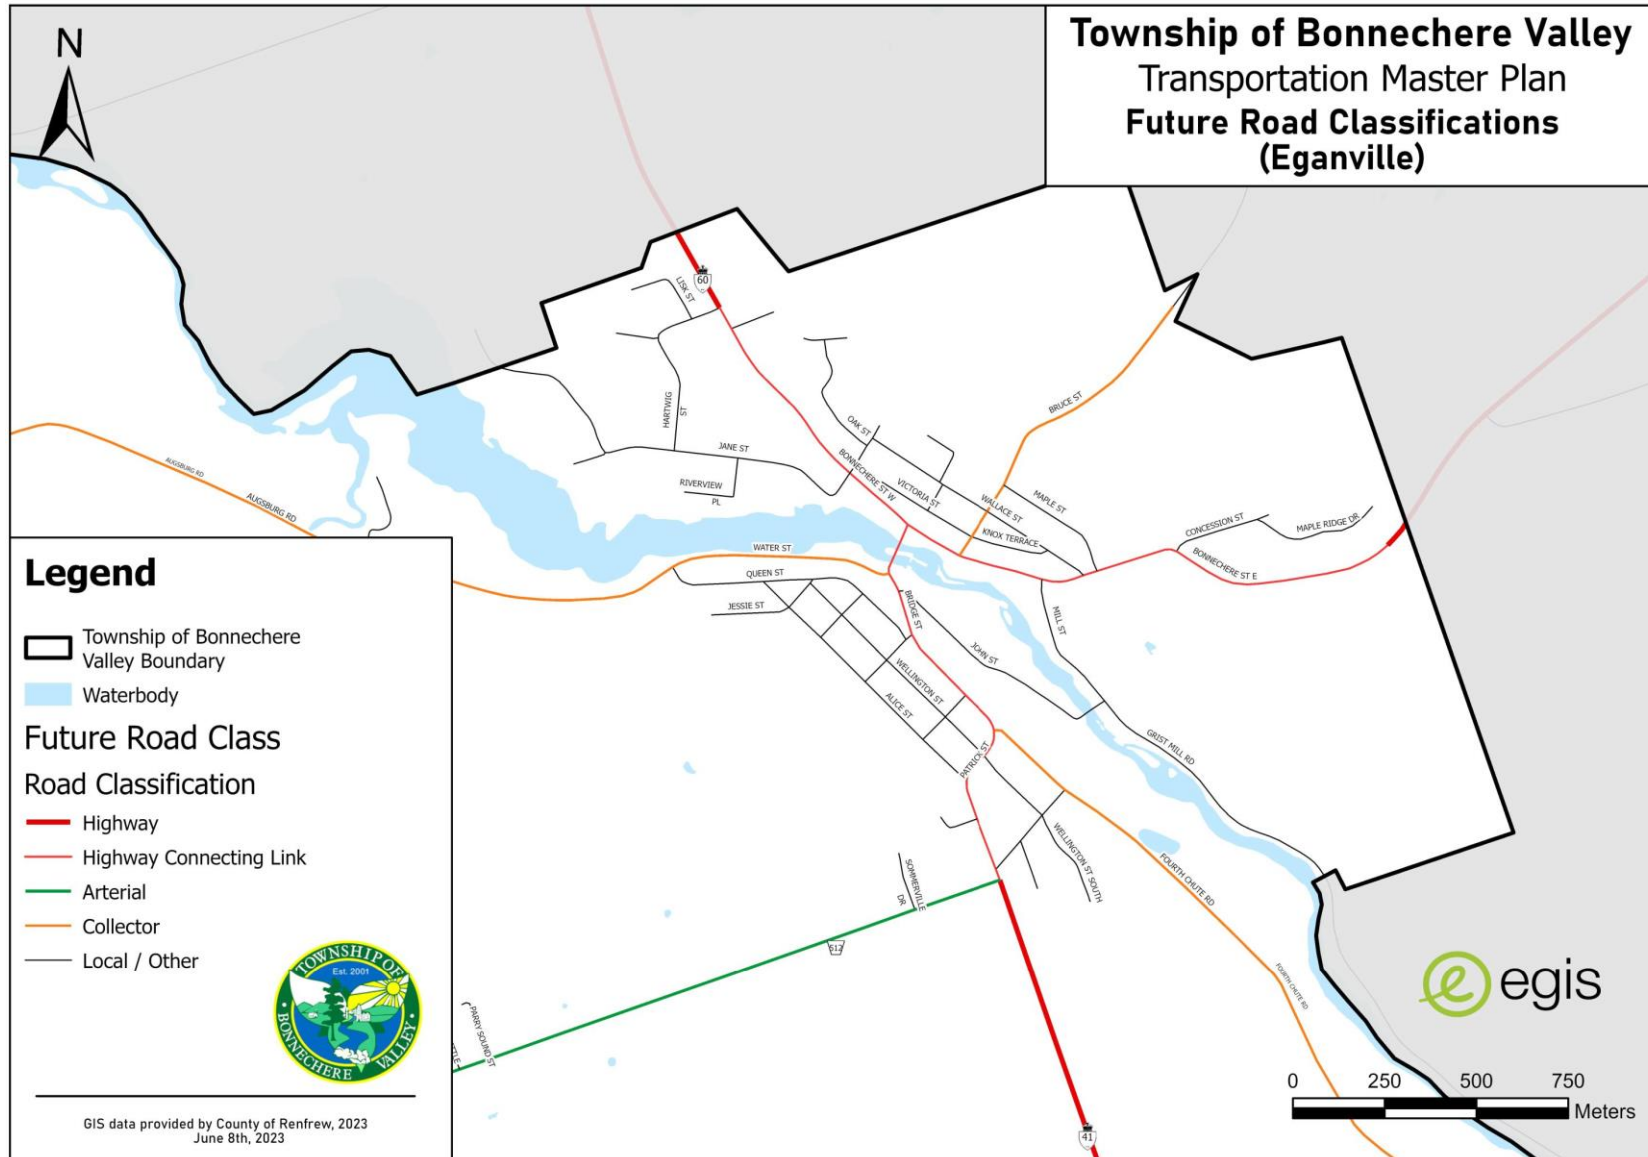 N
Township of Bonnechere Valley
Transportation Master Plan
Future Road Classifications
(Eganville)
60
LISK ST
HARTWIG
ST
JANE ST
RIVERVIEW
PL
OAK ST
BONNECHERE ST W
VICTORIA ST
WALLACE ST
KNOX TERRACE
MAPLE ST
BRUCE ST
CONCESSION ST
MAPLE RIDGE DR
BONNECHERE ST E
AUGSBURG RD
AUGSBURG RD
WATER ST
QUEEN ST
JESSIE ST
BRIDGE ST
JOHN ST
MILL ST
WELLINGTON ST
ALICE ST
PATRICK ST
GRIST MILL RD
WELLINGTON ST SOUTH
FOURTH CHUTE RD
FOURTH CHUTE RD
SOMMERVILLE
DR
512
PARRY SOUND ST
41
Legend
Township of Bonnechere
Valley Boundary
Waterbody
Future Road Class
Road Classification
Highway
Highway Connecting Link
Arterial
Collector
Local / Other
TOWNSHIP OF
Est. 2001
BONNECHERE VALLEY
GIS data provided by County of Renfrew, 2023
June 8th, 2023
egis
0 250 500 750
Meters